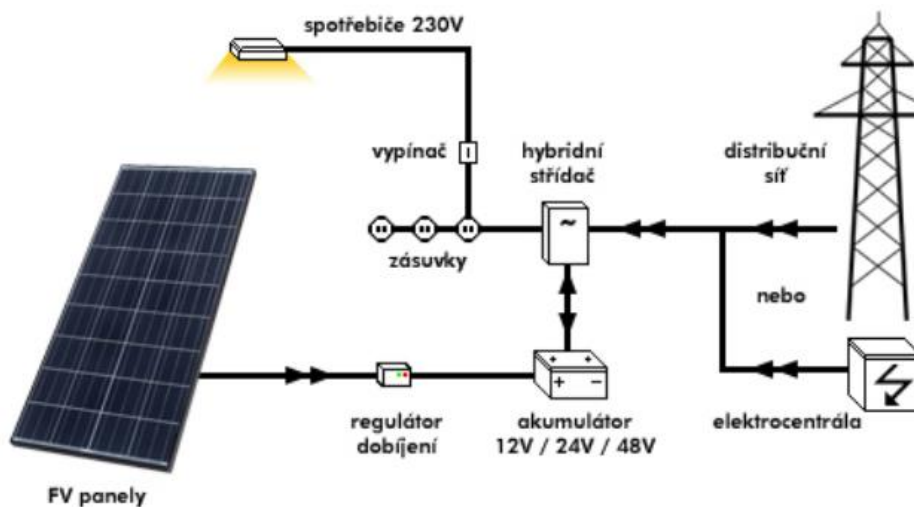 spotřebiče 230V
vypínač
hybridní
střídač
distribuční
síť
zásuvky
nebo
regulátor
dobíjení
akumulátor
12V / 24V / 48V
elektrocentrála
FV panely